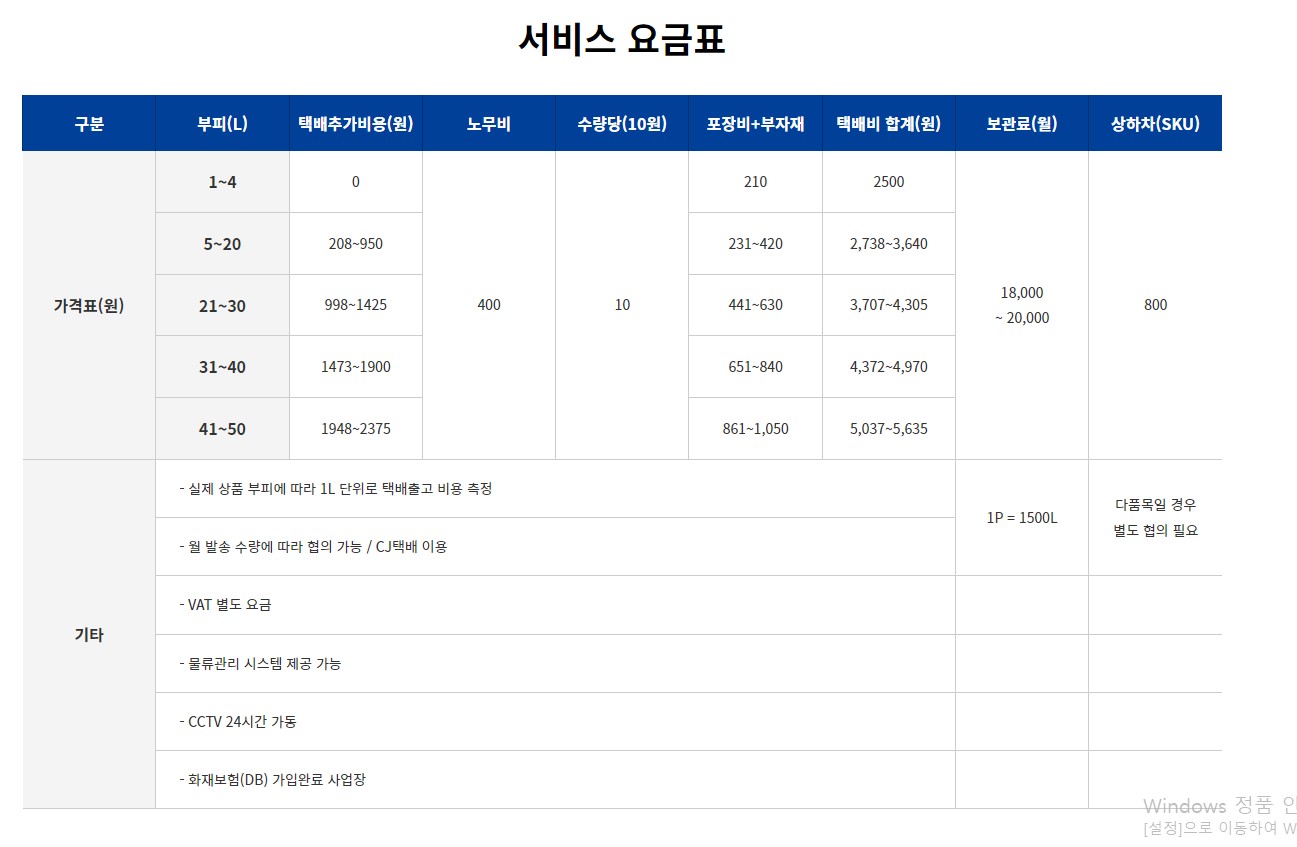 서비스 요금표
구분 부피(L) 택배추가비용(원) 노무비 수량당(10원) 포장비+부자재 택배비 합계(원) 보관료(월) 상하차(SKU)
1~4 0 210 2500
5~20 208~950 231~420 2,738~3,640
가격표(원) 21~30 998~1425 400 10 441~630 3,707~4,305 18,000 800
~ 20,000
31~40 1473~1900 651~840 4,372~4,970
41~50 1948~2375 861~1,050 5,037~5,635
- 실제 상품 부피에 따라 1L 단위로 택배출고 비용 측정
1P = 1500L
다품목일 경우
별도 협의 필요
- 월 발송 수량에 따라 협의 가능 / CJ택배 이용
- VAT 별도 요금
기타
- 물류관리 시스템 제공 가능
- CCTV 24시간 가동
- 화재보험(DB) 가입완료 사업장
Windows 정품
[설정]으로 이동하여 W